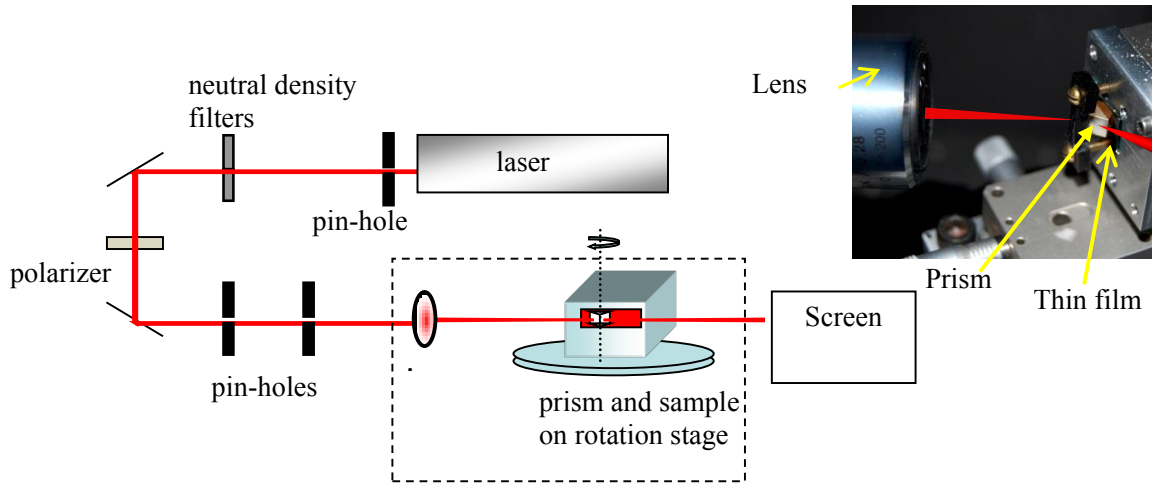 neutral density
filters
laser
pin-hole
polarizer
pin-holes
prism and sample
on rotation stage
Screen
Lens
Prism
Thin film